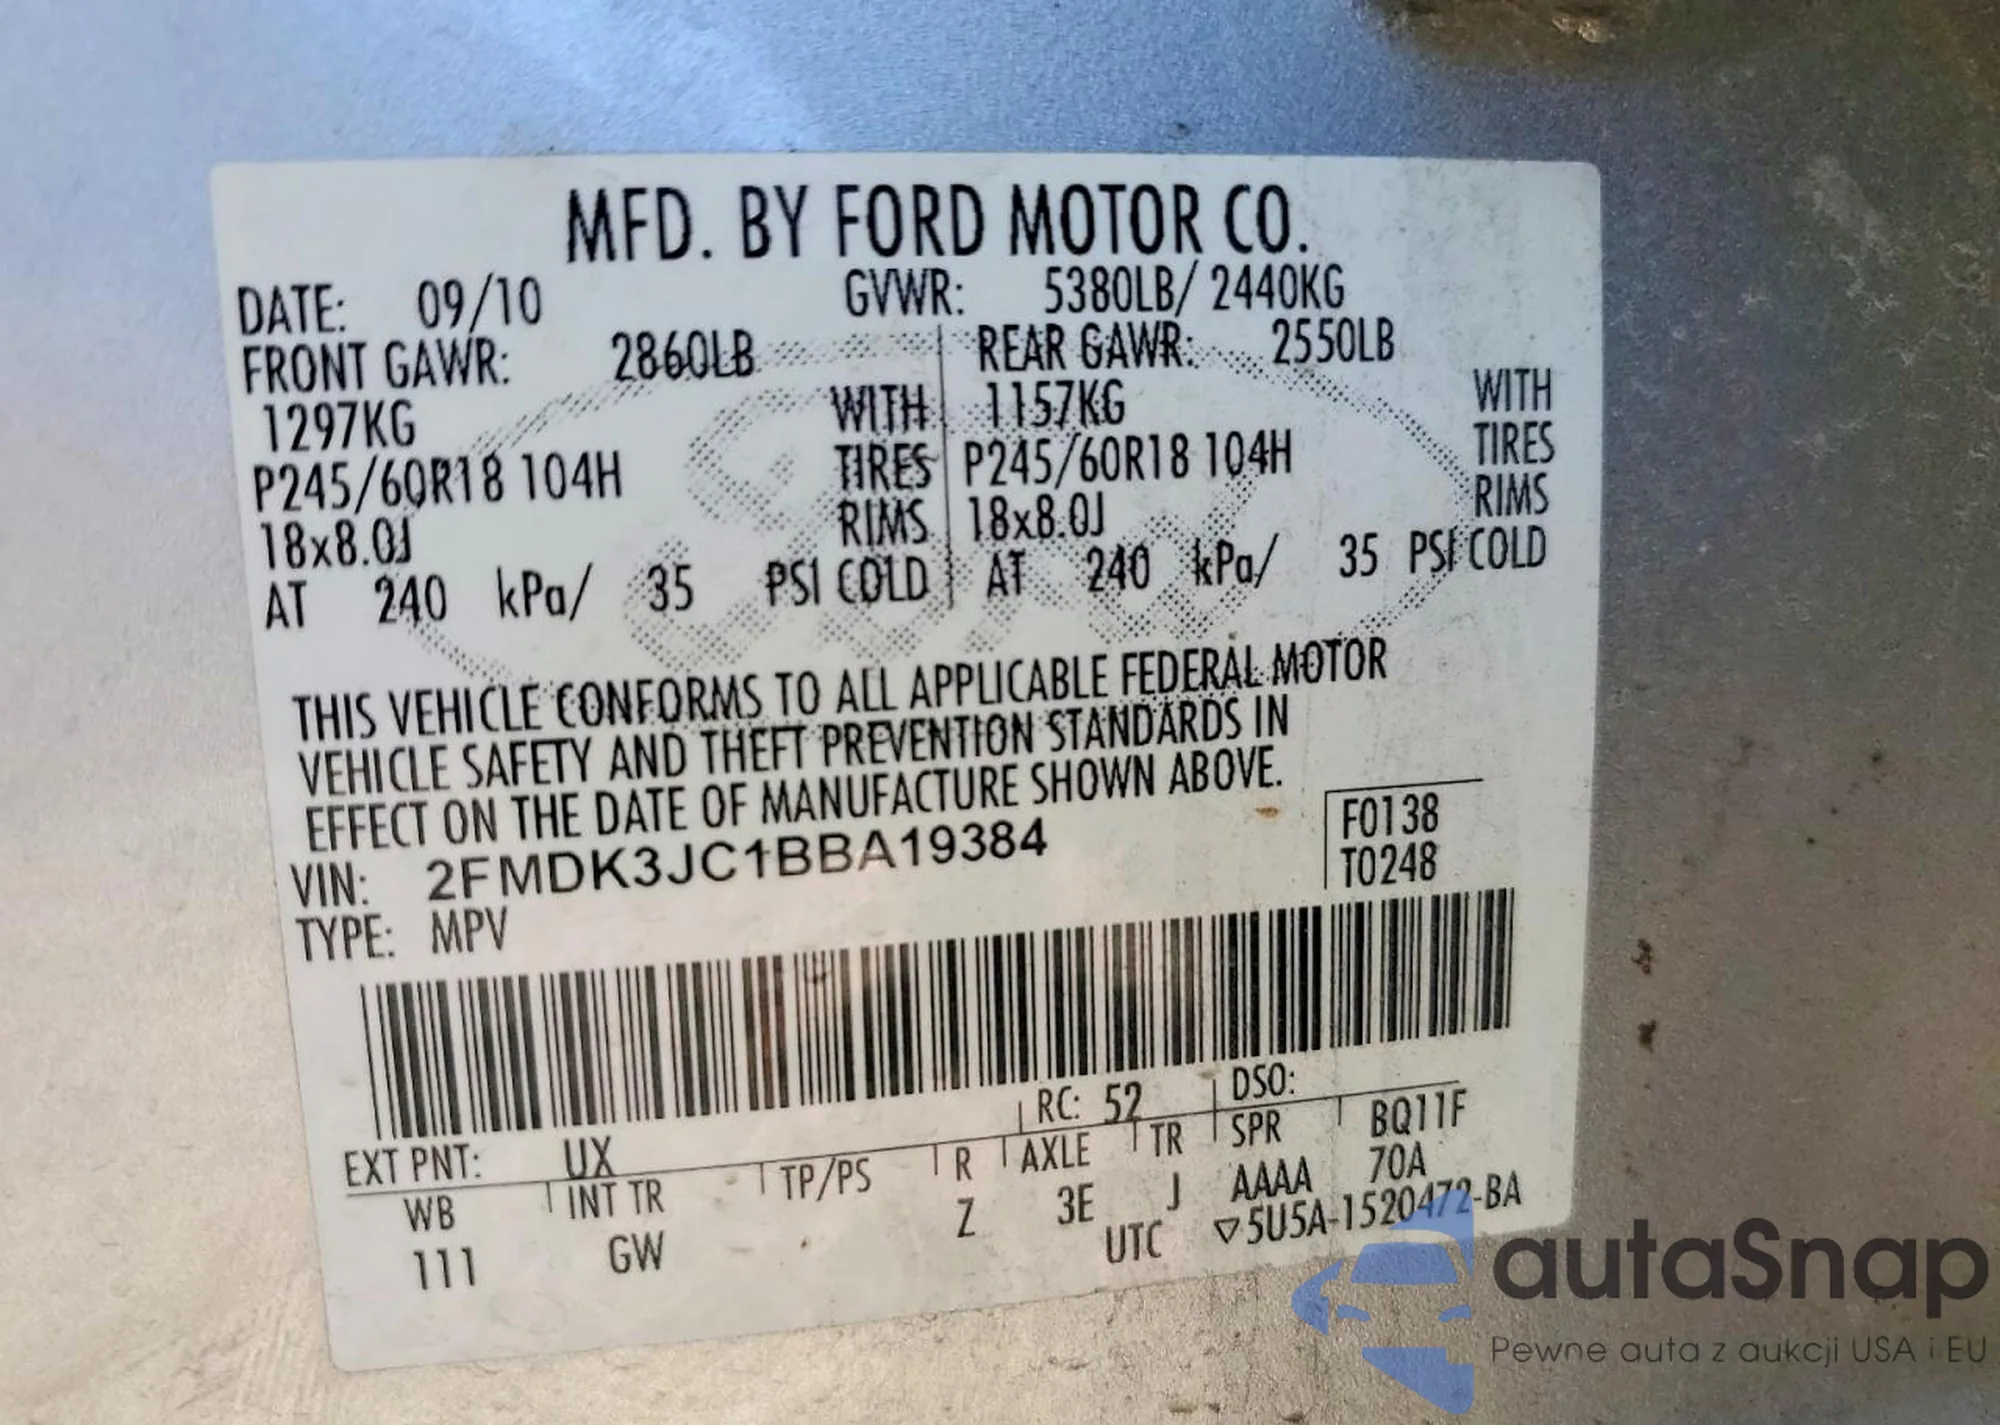 MFD. BY FORD MOTOR CO.
DATE: 09/10 GVWR: 5380LB/ 2440KG
FRONT GAWR: 2860LB REAR GAWR: 2550LB
1297KG WITH 1157KG WITH
P245/60R18 104H TIRES P245/60R18 104H TIRES
18x8.0J RIMS 18x8.0J RIMS
AT 240 kPa/ 35 PSI COLD AT 240 kPa/ 35 PSI COLD
THIS VEHICLE CONFORMS TO ALL APPLICABLE FEDERAL MOTOR
VEHICLE SAFETY AND THEFT PREVENTION STANDARDS IN
EFFECT ON THE DATE OF MANUFACTURE SHOWN ABOVE.
F0138
VIN: 2FMDK3JC1BBA19384
T0248
TYPE: MPV
RC: 52 DSO:
EXT PNT: UX BQ11F
WB INT TR TP/PS R AXLE TR SPR 70A
111 GW Z 3E J AAAA
UTC ▽5U5A-1520472-BA
autaSnap
Pewne auta z aukcji USA i EU